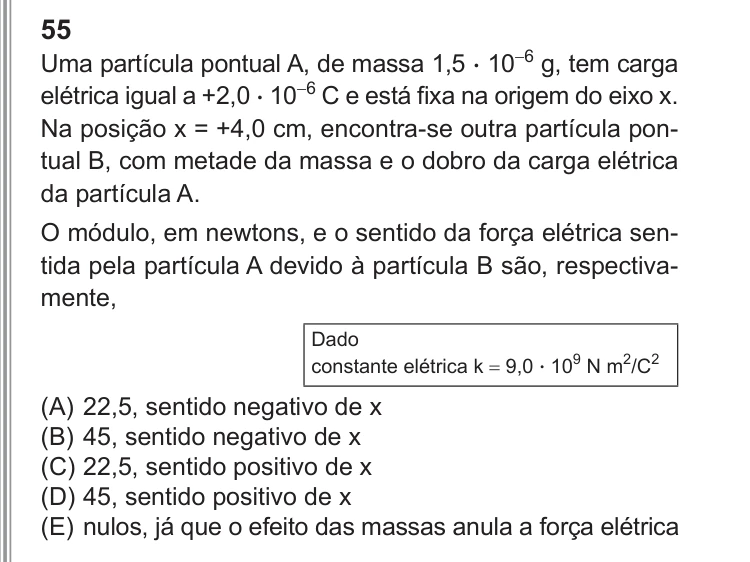 55
Uma partícula pontual A, de massa 1,5 · 10⁻⁶ g, tem carga
elétrica igual a +2,0 · 10⁻⁶ C e está fixa na origem do eixo x.
Na posição x = +4,0 cm, encontra-se outra partícula pon-
tual B, com metade da massa e o dobro da carga elétrica
da partícula A.
O módulo, em newtons, e o sentido da força elétrica sen-
tida pela partícula A devido à partícula B são, respectiva-
mente,
Dado
constante elétrica k = 9,0 · 10⁹ N m²/C²
(A) 22,5, sentido negativo de x
(B) 45, sentido negativo de x
(C) 22,5, sentido positivo de x
(D) 45, sentido positivo de x
(E) nulos, já que o efeito das massas anula a força elétrica